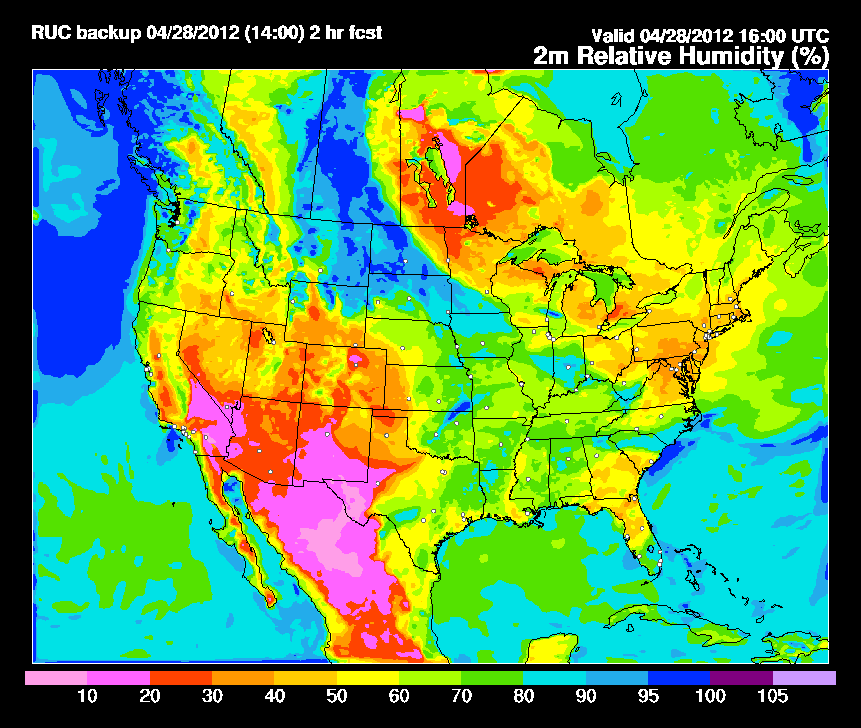 RUC backup 04/28/2012 (14:00) 2 hr fcst
Valid 04/28/2012 16:00 UTC
2m Relative Humidity (%)
10 20 30 40 50 60 70 80 90 95 100 105